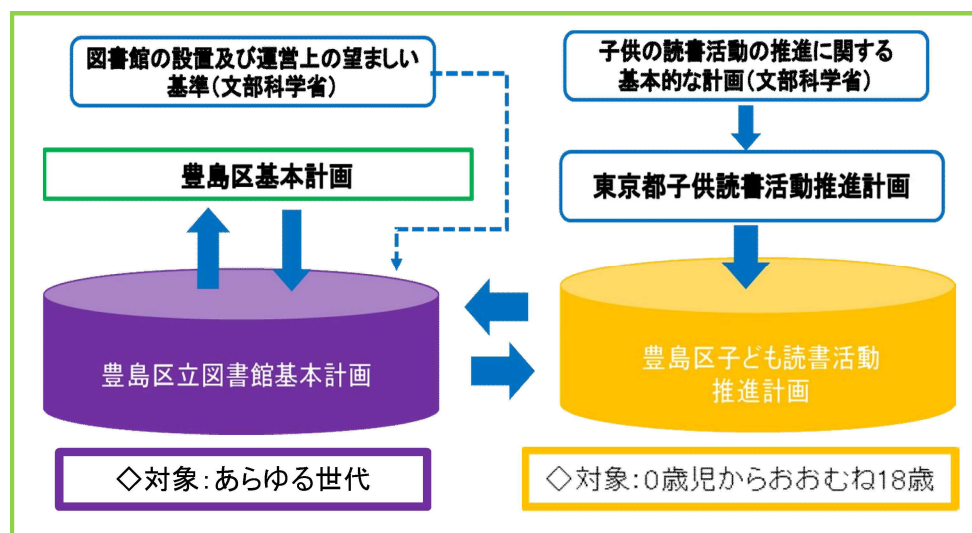 図書館の設置及び運営上の望ましい
基準(文部科学省)
子供の読書活動の推進に関する
基本的な計画(文部科学省)
豊島区基本計画
東京都子供読書活動推進計画
豊島区立図書館基本計画
豊島区子ども読書活動
推進計画
◇対象:あらゆる世代
◇対象:0歳児からおおむね18歳